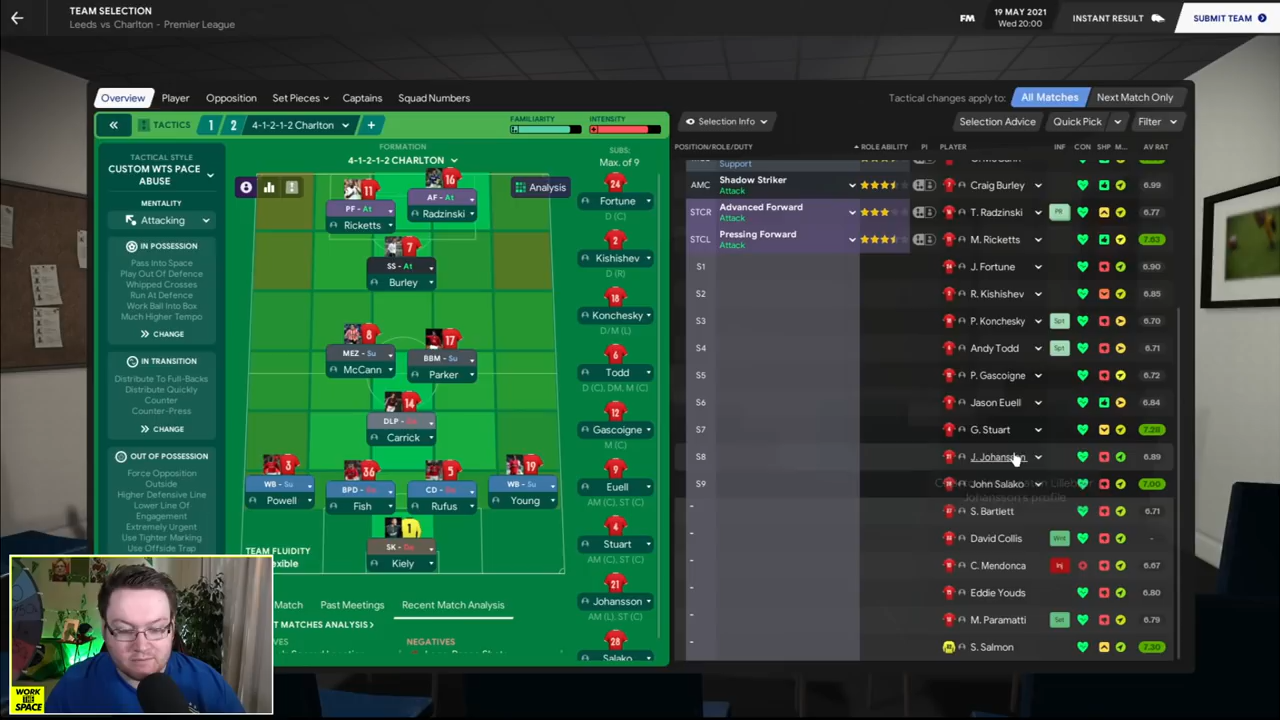 TEAM SELECTION
Leeds vs Charlton - Premier League
FM
19 MAY 2021
Wed 20:00
INSTANT RESULT
SUBMIT TEAM
Overview
Player
Opposition
Set Pieces
Captains
Squad Numbers
Tactical changes apply to:
All Matches
Next Match Only
TACTICS
1
2
4-1-2-1-2 Charlton
+
FAMILIARITY
INTENSITY
Selection Info
Selection Advice
Quick Pick
Filter
TACTICAL STYLE
CUSTOM WTS PACE
ABUSE
MENTALITY
Attacking
IN POSSESSION
Pass Into Space
Play Out Of Defence
Whipped Crosses
Run At Defence
Work Ball Into Box
Much Higher Tempo
CHANGE
IN TRANSITION
Distribute To Full-Backs
Distribute Quickly
Counter
Counter-Press
CHANGE
OUT OF POSSESSION
Force Opposition
Outside
Higher Defensive Line
Lower Line Of
Engagement
Extremely Urgent
Use Tighter Marking
Use Offside Trap
FORMATION
4-1-2-1-2 CHARLTON
Analysis
11
PF - At
Ricketts
16
AF - At
Radzinski
7
SS - At
Burley
8
MEZ - Su
McCann
17
BBM - Su
Parker
14
DLP - De
Carrick
3
WB - Su
Powell
36
BPD - De
Fish
5
CD - De
Rufus
19
WB - Su
Young
1
SK - De
Kiely
TEAM FLUIDITY
exible
SUBS:
Max. of 9
24
Fortune
D (C)
2
Kishishev
D (R)
18
Konchesky
D/M (L)
6
Todd
D (C), DM, M (C)
12
Gascoigne
M (C)
9
Euell
AM (C), ST (C)
4
Stuart
AM (C), ST (C)
21
Johansson
AM (L), ST (C)
28
Salako
Match
Past Meetings
Recent Match Analysis
T MATCHES ANALYSIS
NEGATIVES
POSITION/ROLE/DUTY
ROLE ABILITY
PI
PLAYER
INF
CON
SHP
M...
AV RAT
Support
AMC
Shadow Striker
Attack
Craig Burley
6.99
STCR
Advanced Forward
Attack
T. Radzinski
PR
6.77
STCL
Pressing Forward
Attack
M. Ricketts
7.63
S1
J. Fortune
6.90
S2
R. Kishishev
6.85
S3
P. Konchesky
Spt
6.70
S4
Andy Todd
Spt
6.71
S5
P. Gascoigne
6.72
S6
Jason Euell
6.84
S7
G. Stuart
7.28
S8
J. Johansson
6.89
S9
John Salako
7.00
-
S. Bartlett
6.71
-
David Collis
Wnt
-
-
C. Mendonca
Inj
6.67
-
Eddie Youds
6.80
-
M. Paramatti
Set
6.79
-
S. Salmon
7.30
WORK
THE
SPACE